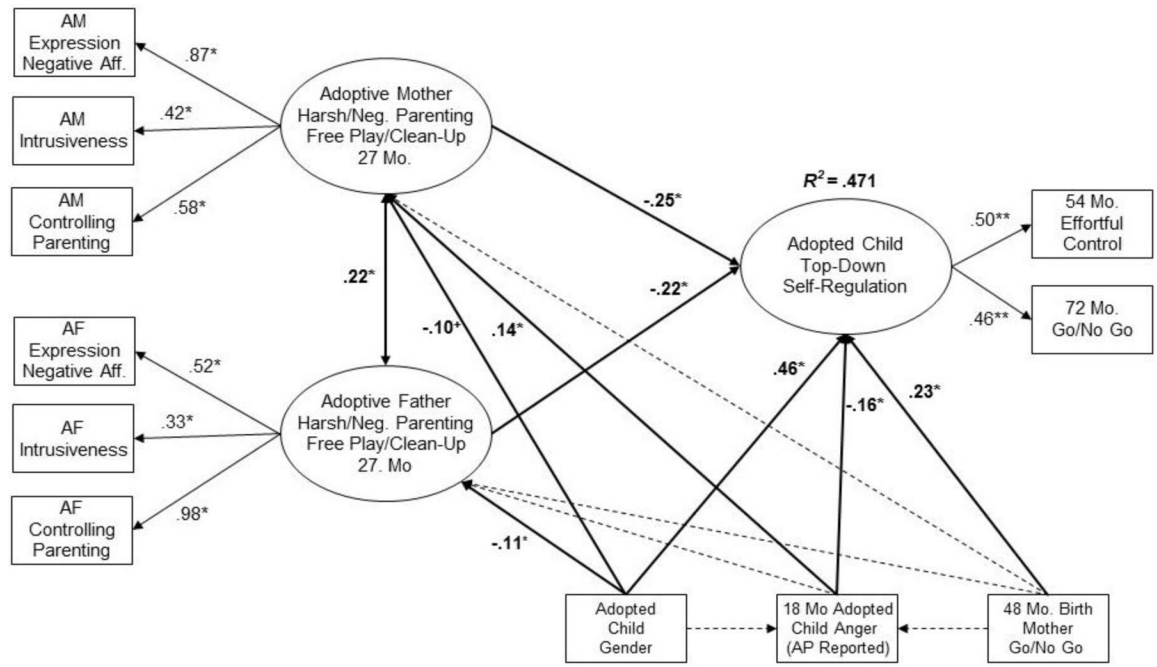 AM
Expression
Negative Aff.
.87*
AM
Intrusiveness
.42*
AM
Controlling
Parenting
.58*
Adoptive Mother
Harsh/Neg. Parenting
Free Play/Clean-Up
27 Mo.
AF
Expression
Negative Aff.
.52*
AF
Intrusiveness
.33*
AF
Controlling
Parenting
.98*
Adoptive Father
Harsh/Neg. Parenting
Free Play/Clean-Up
27. Mo
.22*
-.10+
.14*
-.25*
-.22*
-.11*
R² = .471
Adopted Child
Top-Down
Self-Regulation
.50**
54 Mo.
Effortful
Control
.46**
72 Mo.
Go/No Go
.46*
-.16*
.23*
Adopted
Child
Gender
18 Mo Adopted
Child Anger
(AP Reported)
48 Mo. Birth
Mother
Go/No Go